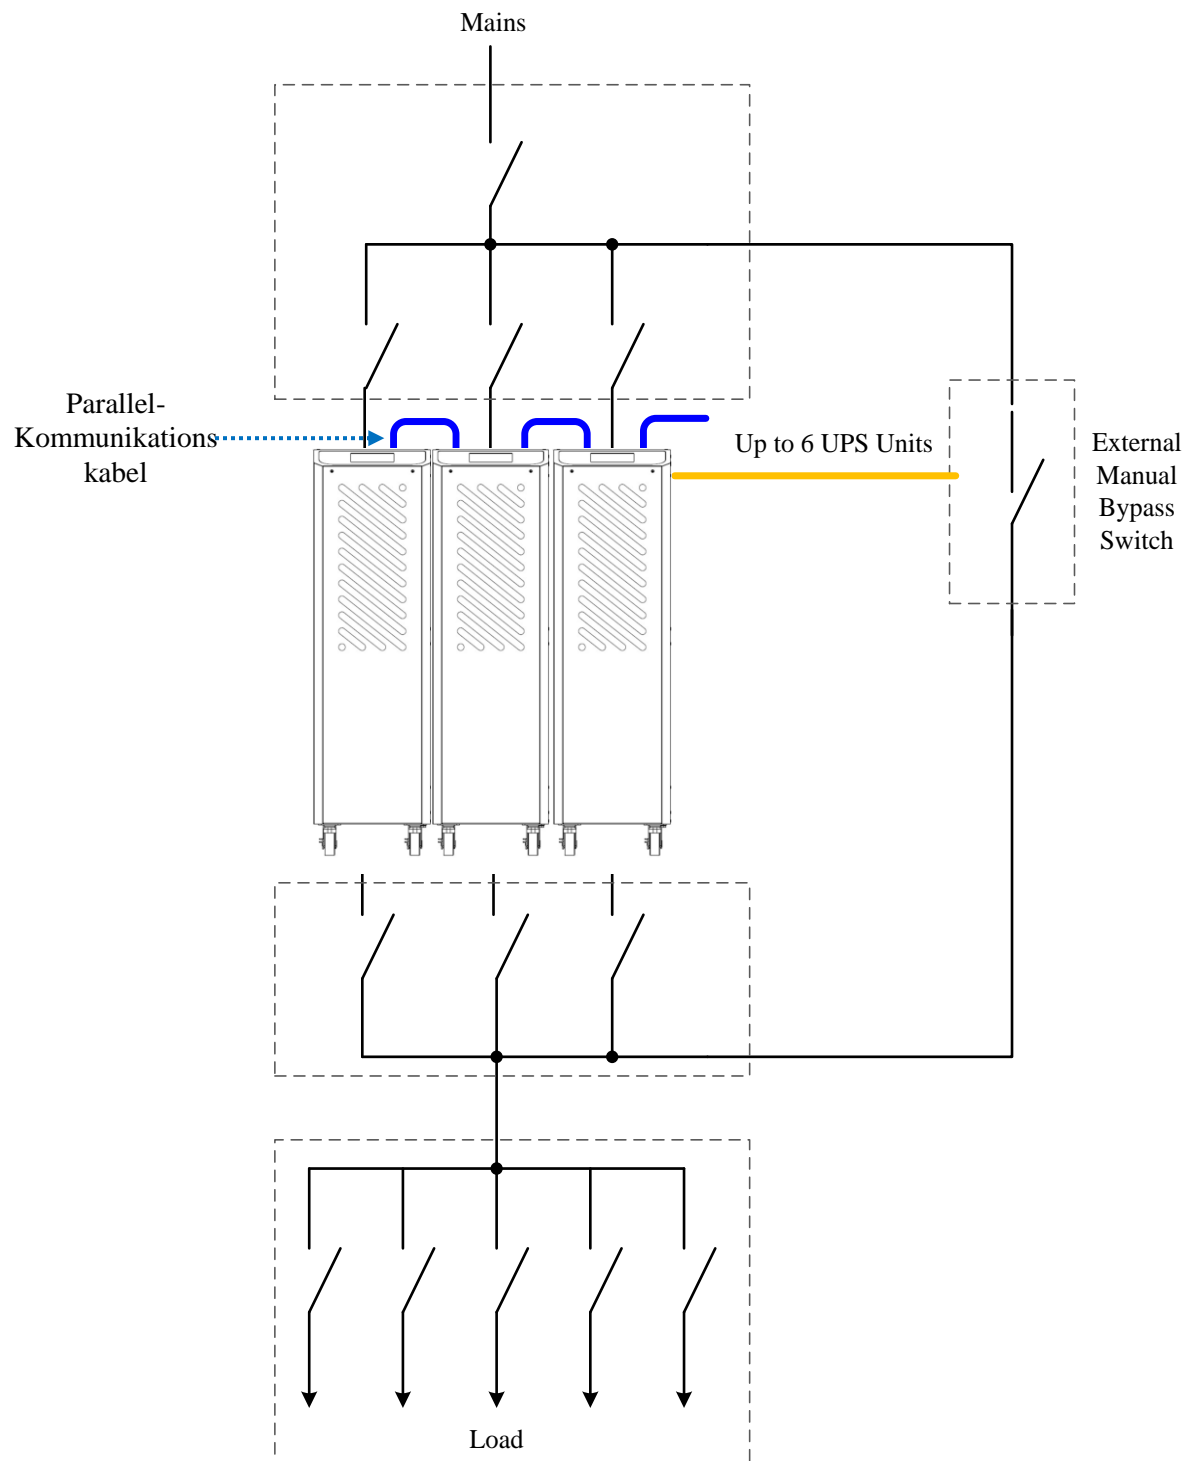 Mains
Parallel-
Kommunikations
kabel
Up to 6 UPS Units
External
Manual
Bypass
Switch
Load